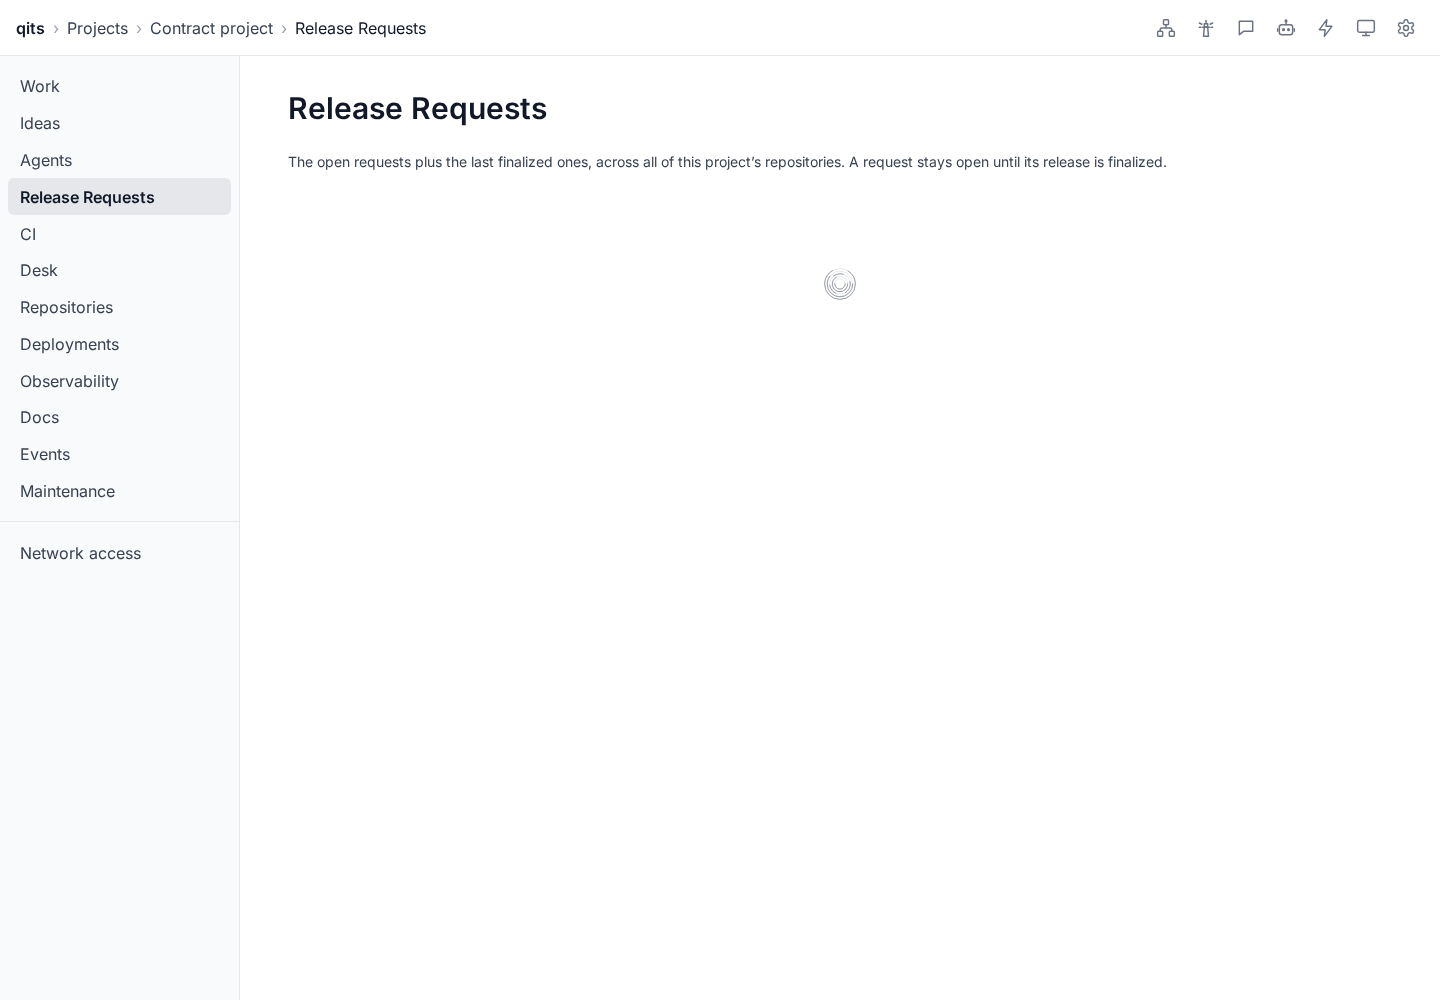 qits › Projects › Contract project › Release Requests
Work
Ideas
Agents
Release Requests
CI
Desk
Repositories
Deployments
Observability
Docs
Events
Maintenance
Network access
Release Requests
The open requests plus the last finalized ones, across all of this project’s repositories. A request stays open until its release is finalized.